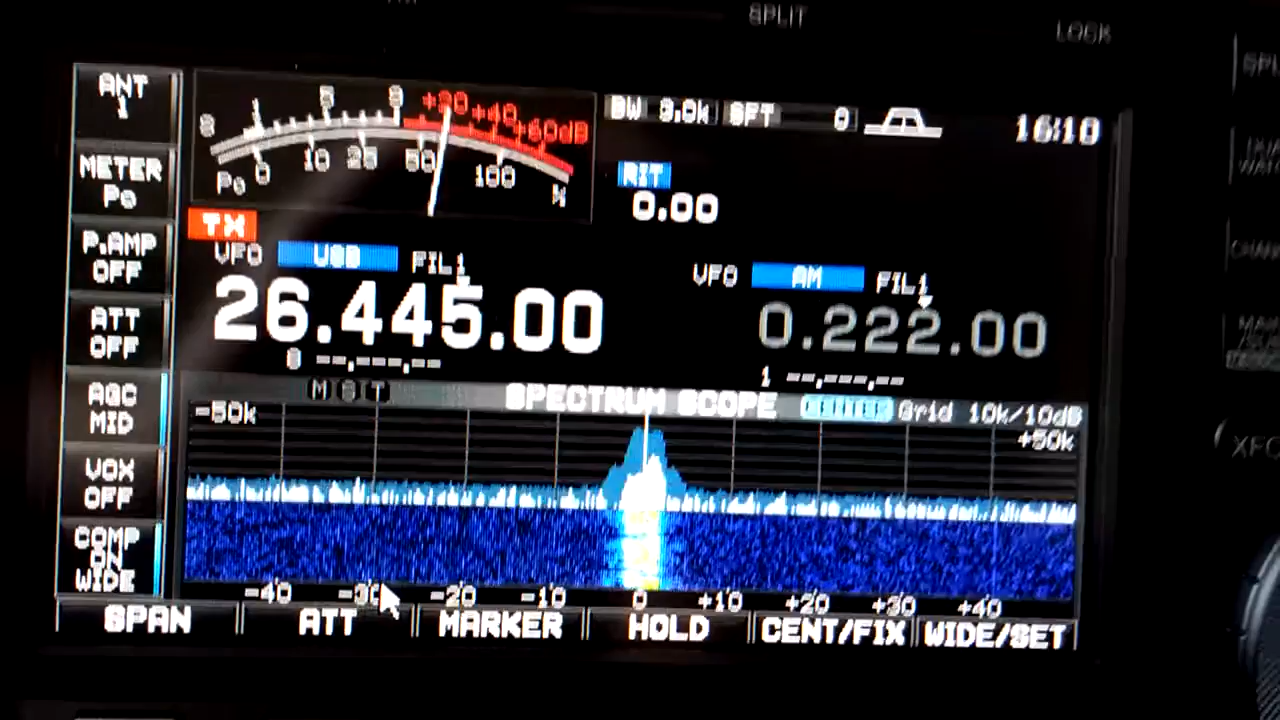 SPLIT
LOCK
ANT
1
METER
Po
P.AMP
OFF
ATT
OFF
AGC
MID
VOX
OFF
COMP
ON
WIDE
1 5 9 +20 +40 +60dB
Po 0 10 25 50 100 %
BW 3.0k SFT 0
16:10
RIT
0.00
TX
VFO USB FIL1
26.445.00
--,---,--
VFO AM FIL1
0.222.00
1 --,---,--
SPECTRUM SCOPE CENTER Grid 10k/10dB
-50k
+50k
-40 -30 -20 -10 0 +10 +20 +30 +40
SPAN ATT MARKER HOLD CENT/FIX WIDE/SET
XFC